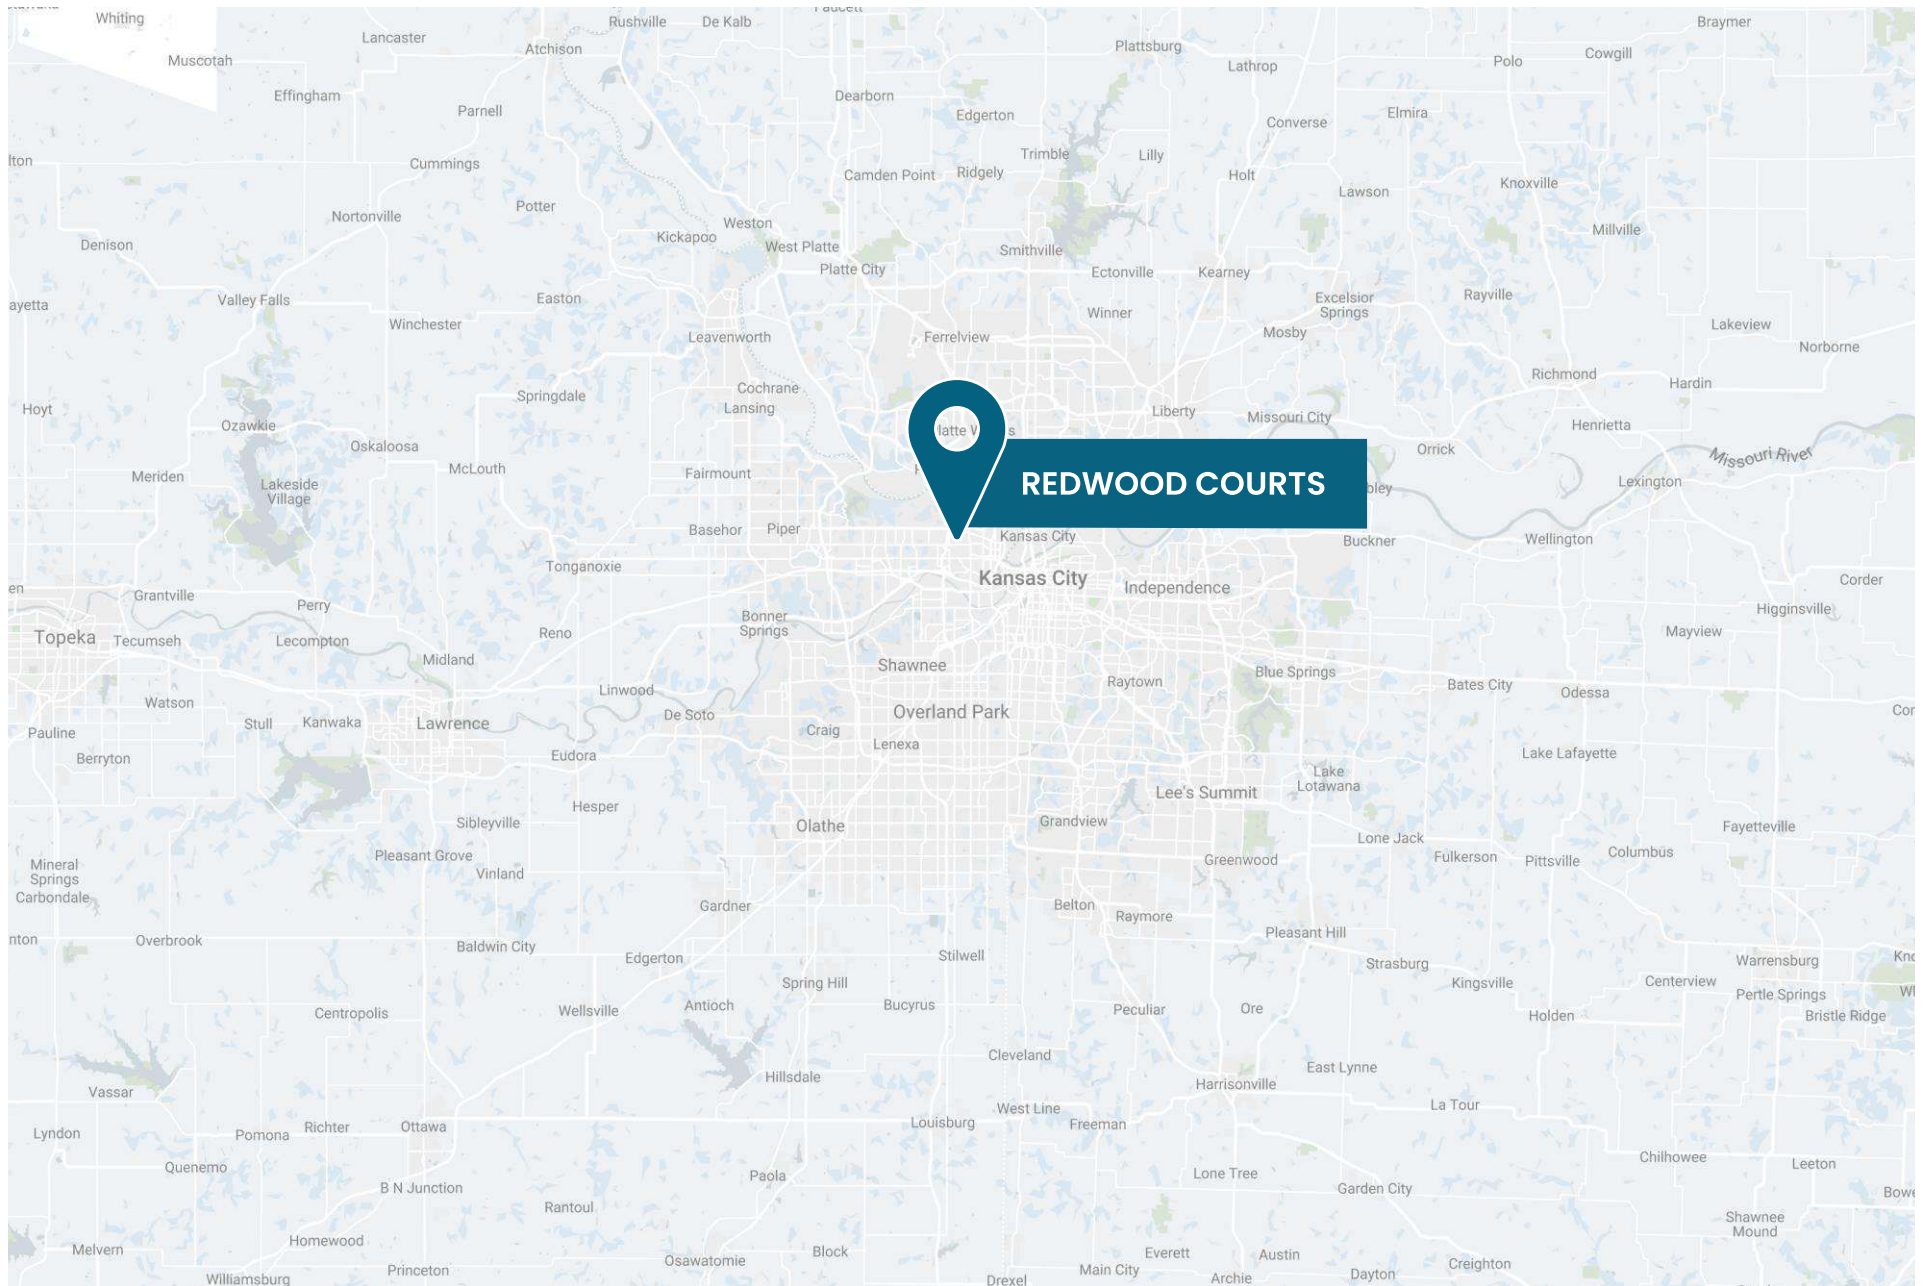 Whiting
Rushville
De Kalb
Faucett
Braymer
Lancaster
Atchison
Plattsburg
Cowgill
Muscotah
Lathrop
Polo
Effingham
Dearborn
Parnell
Edgerton
Elmira
Converse
Cummings
Trimble
Lilly
Camden Point
Ridgely
Holt
Knoxville
Lawson
Potter
Nortonville
Weston
Millville
Kickapoo
West Platte
Denison
Smithville
Platte City
Ectonville
Kearney
Valley Falls
Easton
Excelsior
Springs
Rayville
Winner
Winchester
Lakeview
Leavenworth
Ferrelview
Mosby
Norborne
Richmond
Hardin
Cochrane
Springdale
Lansing
Hoyt
Liberty
Missouri City
Ozawkie
Henrietta
Oskaloosa
Orrick
Missouri River
McLouth
Meriden
Fairmount
REDWOOD COURTS
Lakeside
Village
Lexington
Basehor
Piper
Kansas City
Buckner
Wellington
Tonganoxie
Kansas City
Independence
Corder
Grantville
Perry
Higginsville
Bonner
Springs
Topeka
Tecumseh
Lecompton
Reno
Mayview
Midland
Shawnee
Blue Springs
Raytown
Bates City
Linwood
Odessa
Watson
Stull
Kanwaka
Lawrence
De Soto
Overland Park
Pauline
Craig
Lenexa
Berryton
Eudora
Lake Lafayette
Lake
Lotawana
Lee's Summit
Hesper
Sibleyville
Olathe
Grandview
Fayetteville
Lone Jack
Pleasant Grove
Greenwood
Fulkerson
Pittsville
Columbus
Mineral
Springs
Vinland
Carbondale
Gardner
Belton
Raymore
Overbrook
Baldwin City
Pleasant Hill
Edgerton
Stilwell
Strasburg
Warrensburg
Spring Hill
Kingsville
Centerview
Pertle Springs
Centropolis
Wellsville
Antioch
Bucyrus
Peculiar
Ore
Holden
Bristle Ridge
Cleveland
East Lynne
Hillsdale
Harrisonville
Vassar
La Tour
West Line
Lyndon
Pomona
Richter
Ottawa
Louisburg
Freeman
Quenemo
Chilhowee
Leeton
Paola
Lone Tree
B N Junction
Garden City
Rantoul
Shawnee
Mound
Homewood
Melvern
Block
Everett
Austin
Osawatomie
Creighton
Williamsburg
Princeton
Drexel
Main City
Archie
Dayton